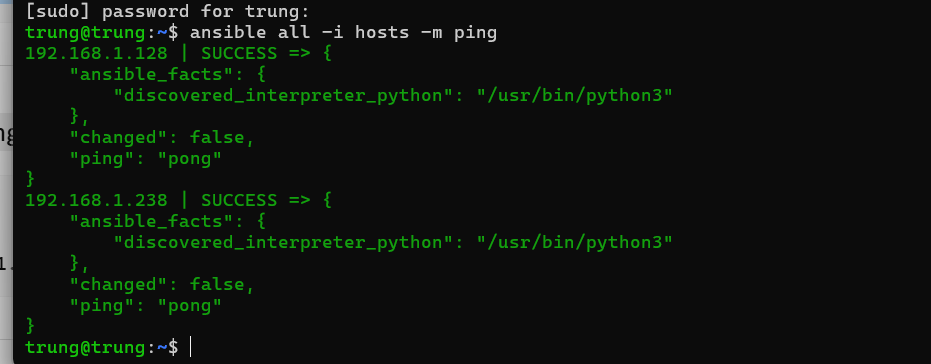 [sudo] password for trung:
trung@trung:~$ ansible all -i hosts -m ping
192.168.1.128 | SUCCESS => {
    "ansible_facts": {
        "discovered_interpreter_python": "/usr/bin/python3"
    },
    "changed": false,
    "ping": "pong"
}
192.168.1.238 | SUCCESS => {
    "ansible_facts": {
        "discovered_interpreter_python": "/usr/bin/python3"
    },
    "changed": false,
    "ping": "pong"
}
trung@trung:~$